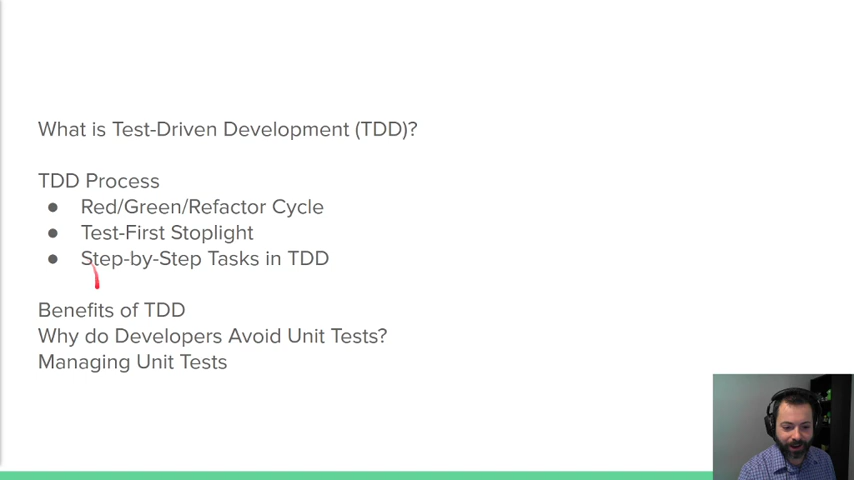 What is Test-Driven Development (TDD)?
TDD Process
● Red/Green/Refactor Cycle
● Test-First Stoplight
● Step-by-Step Tasks in TDD
Benefits of TDD
Why do Developers Avoid Unit Tests?
Managing Unit Tests